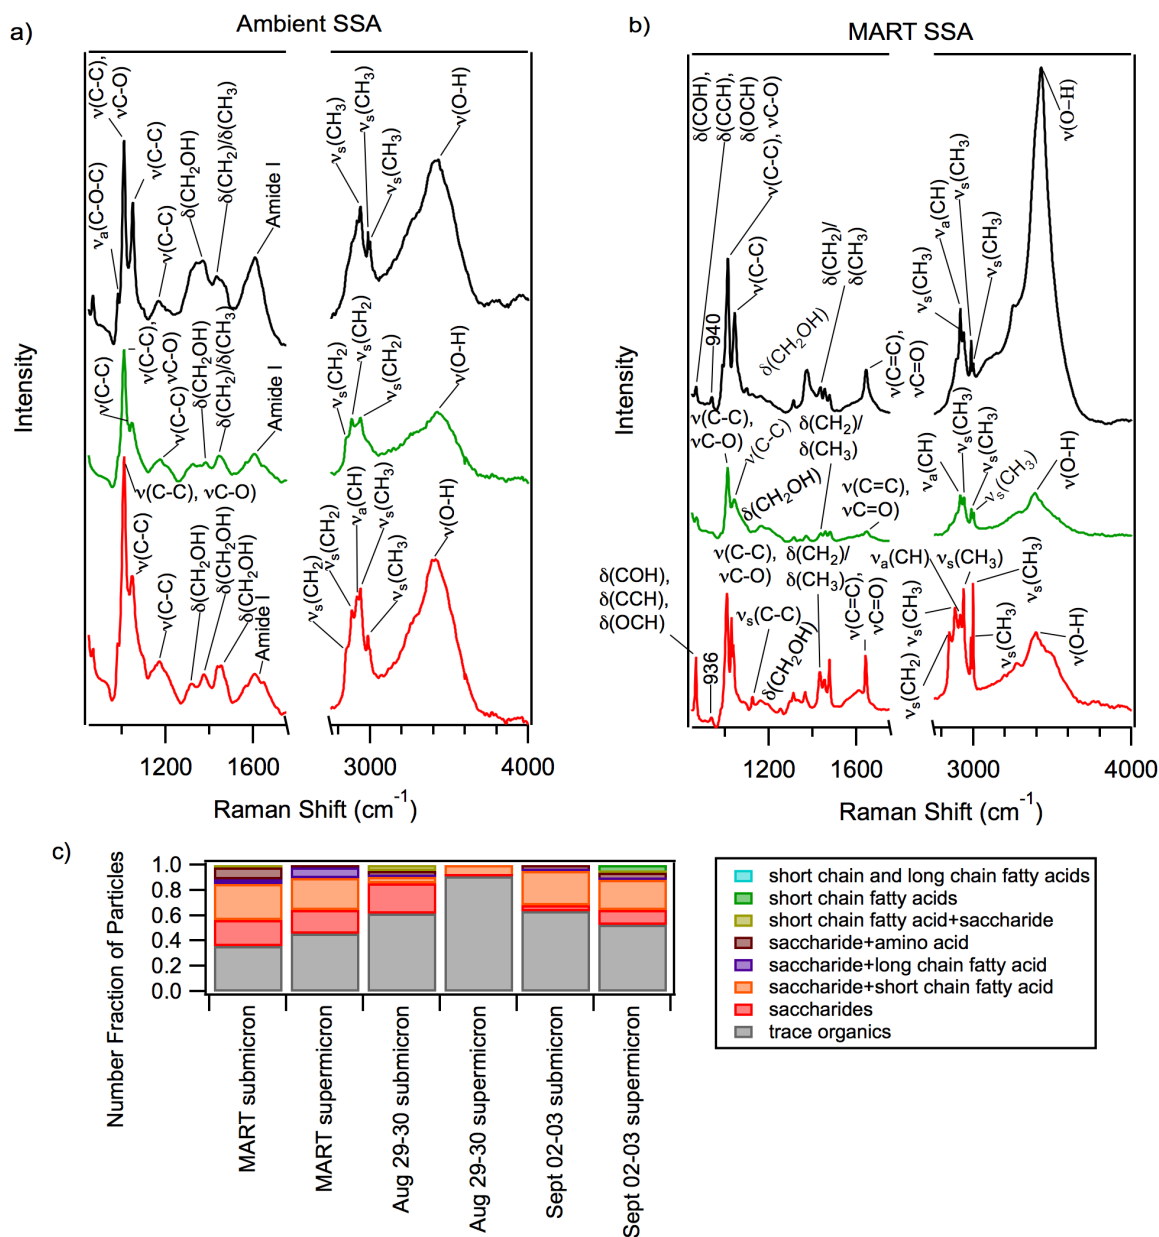 a)
Ambient SSA
ν(C-C),
νC-O)
νa(C-O-C)
ν(C-C)
ν(C-C)
δ(CH2OH)
δ(CH2)/δ(CH3)
Amide I
νs(CH3)
νs(CH3)
νs(CH3)
ν(O-H)
ν(C-C)
ν(C-C),
νC-O)
ν(C-C)
δ(CH2OH)
δ(CH2)/δ(CH3)
Amide I
νs(CH2)
νs(CH2)
νs(CH2)
ν(O-H)
ν(C-C), νC-O)
ν(C-C)
ν(C-C)
δ(CH2OH)
δ(CH2OH)
δ(CH2OH)
Amide I
νs(CH2)
νs(CH2)
νa(CH)
νs(CH3)
νs(CH3)
ν(O-H)
Intensity
1200
1600
3000
4000
Raman Shift (cm-1)
b)
MART SSA
δ(COH),
δ(CCH),
δ(OCH)
ν(C-C), νC-O)
940
ν(C-C)
δ(CH2OH)
δ(CH2)/
δ(CH3)
ν(C=C),
νC=O)
νs(CH3)
νa(CH)
νs(CH3)
νs(CH3)
ν(O-H)
ν(C-C),
νC-O)
ν(C-C)
δ(CH2OH)
δ(CH2)/
δ(CH3)
ν(C=C),
νC=O)
νa(CH)
νs(CH3)
νs(CH3)
νs(CH3)
ν(O-H)
δ(COH),
δ(CCH),
δ(OCH)
936
ν(C-C),
νC-O)
νs(C-C)
δ(CH2OH)
δ(CH2)/
δ(CH3)
ν(C=C)
νC=O)
νs(CH2)
νs(CH3)
νa(CH)
νs(CH3)
νs(CH3)
νs(CH3)
ν(O-H)
Intensity
1200
1600
3000
4000
Raman Shift (cm-1)
c)
Number Fraction of Particles
1.0
0.8
0.6
0.4
0.2
0.0
MART submicron
MART supermicron
Aug 29-30 submicron
Aug 29-30 supermicron
Sept 02-03 submicron
Sept 02-03 supermicron
short chain and long chain fatty acids
short chain fatty acids
short chain fatty acid+saccharide
saccharide+amino acid
saccharide+long chain fatty acid
saccharide+short chain fatty acid
saccharides
trace organics